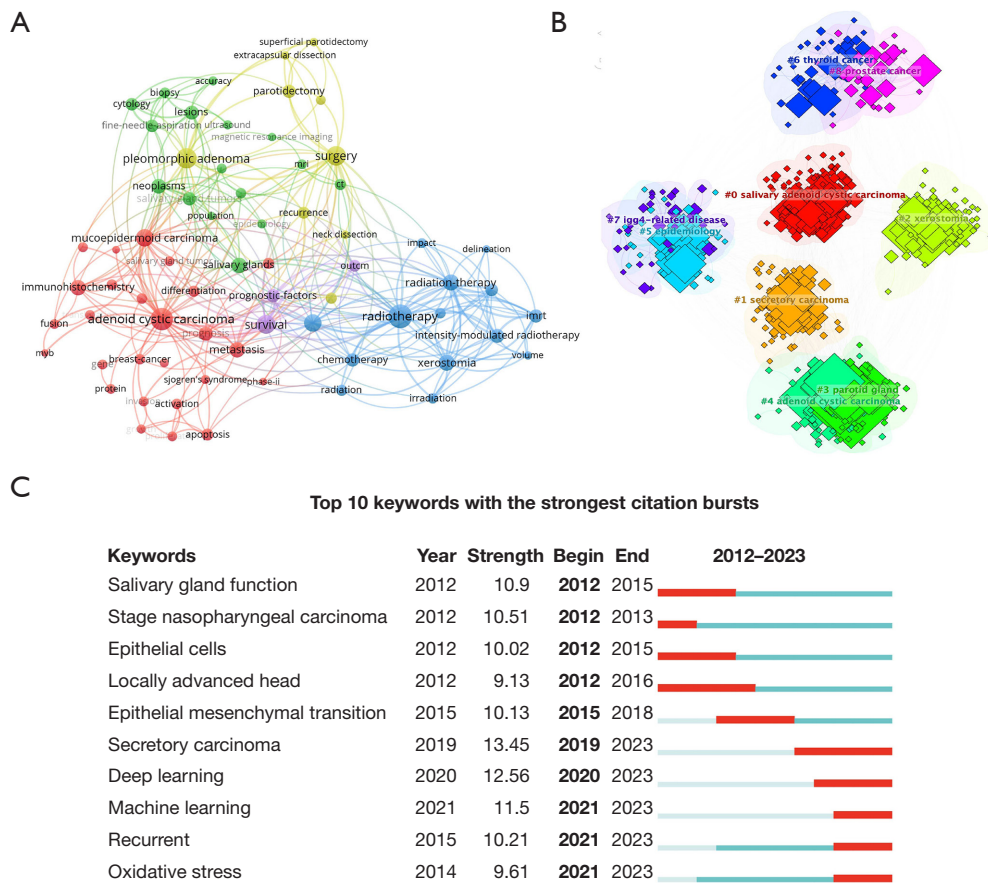 A
superficial parotidectomy
extracapsular dissection
accuracy
biopsy
parotidectomy
cytology
lesions
fine-needle-aspiration
ultrasound
magnetic resonance imaging
pleomorphic adenoma
surgery
mri
neoplasms
ct
salivary gland tumors
population
recurrence
epidemiology
neck dissection
mucoepidermoid carcinoma
impact
delineation
salivary gland tumor
salivary glands
outcm
immunohistochemistry
differentiation
prognostic-factors
radiation-therapy
adenoid cystic carcinoma
survival
radiotherapy
imrt
fusion
prognosis
intensity-modulated radiotherapy
metastasis
myb
breast-cancer
chemotherapy
xerostomia
volume
gene
sjogren's syndrome
phase-ii
protein
radiation
activation
irradiation
apoptosis
B
#6 thyroid cancer
#8 prostate cancer
#0 salivary adenoid cystic carcinoma
#7 igg4-related disease
#2 xerostomia
#5 epidemiology
#1 secretory carcinoma
#3 parotid gland
#4 adenoid cystic carcinoma
C
Top 10 keywords with the strongest citation bursts
Keywords Year Strength Begin End 2012–2023
Salivary gland function 2012 10.9 2012 2015
Stage nasopharyngeal carcinoma 2012 10.51 2012 2013
Epithelial cells 2012 10.02 2012 2015
Locally advanced head 2012 9.13 2012 2016
Epithelial mesenchymal transition 2015 10.13 2015 2018
Secretory carcinoma 2019 13.45 2019 2023
Deep learning 2020 12.56 2020 2023
Machine learning 2021 11.5 2021 2023
Recurrent 2015 10.21 2021 2023
Oxidative stress 2014 9.61 2021 2023